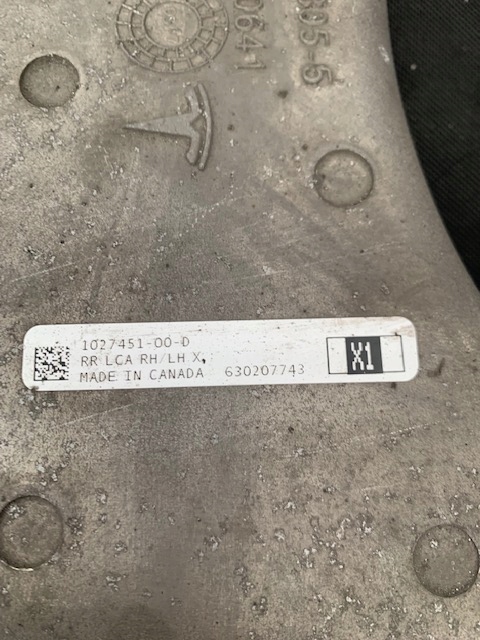 1027451-00-D
RR LCA RH/LH X,
MADE IN CANADA 630207743
X1